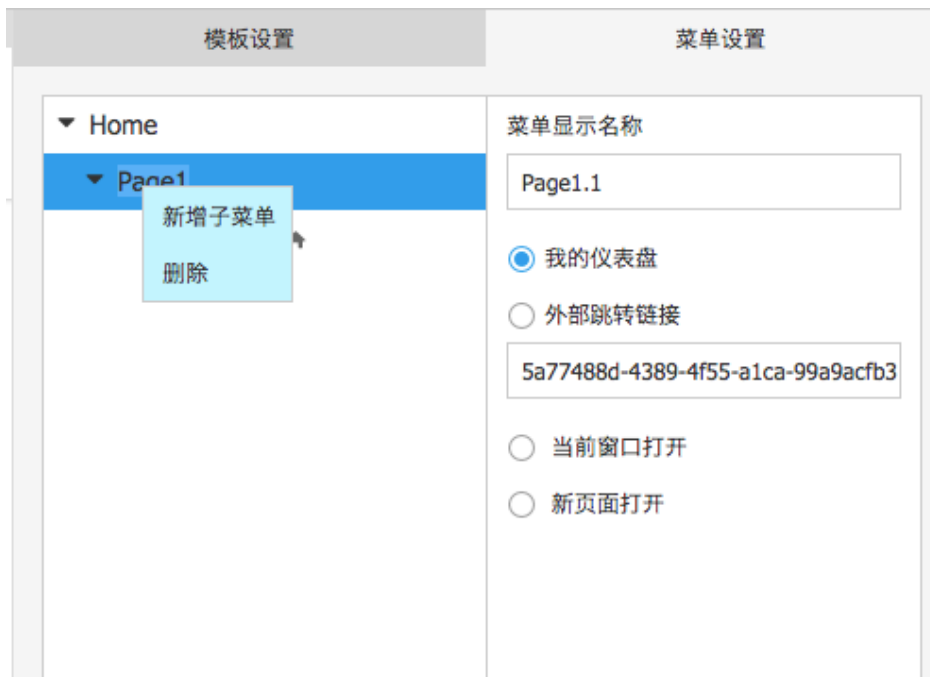 模板设置
菜单设置
Home
Page1
新增子菜单
删除
菜单显示名称
Page1.1
我的仪表盘
外部跳转链接
5a77488d-4389-4f55-a1ca-99a9acfb3
当前窗口打开
新页面打开